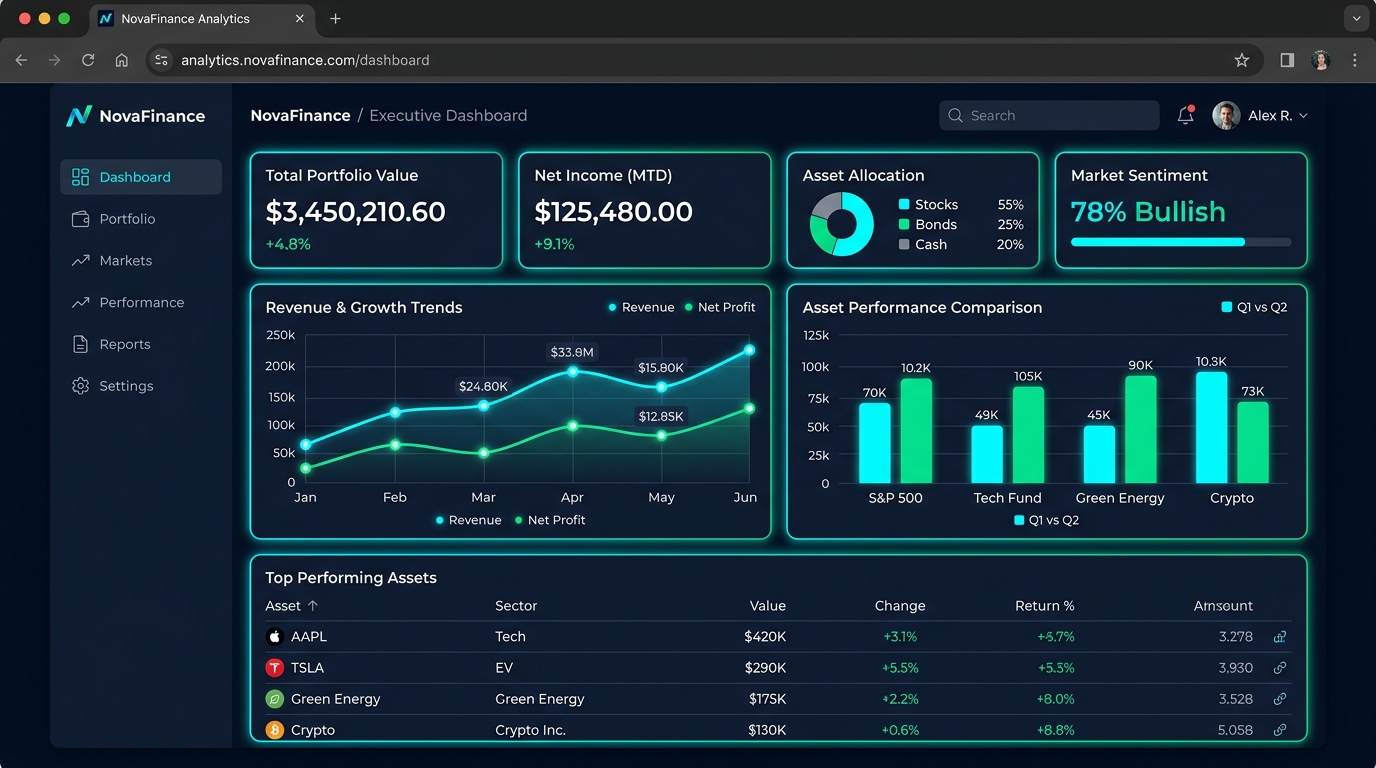 NovaFinance Analytics
analytics.novafinance.com/dashboard
NovaFinance
NovaFinance / Executive Dashboard
Search
Alex R.
Dashboard
Portfolio
Markets
Performance
Reports
Settings
Total Portfolio Value
$3,450,210.60
+4.8%
Net Income (MTD)
$125,480.00
+9.1%
Asset Allocation
Stocks 55%
Bonds 25%
Cash 20%
Market Sentiment
78% Bullish
Revenue & Growth Trends
Revenue Net Profit
250k
200k
150k
100k
50k
0
$24.80K
$15.80K
$12.85K
Jan Feb Mar Apr May Jun
Revenue Net Profit
Asset Performance Comparison
Q1 vs Q2
125k
100k
75k
50k
25k
0
70K 10.2K 49K 105K 45K 90K 10.3K 73K
S&P 500 Tech Fund Green Energy Crypto
Q1 vs Q2
Top Performing Assets
Asset Sector Value Change Return %
AAPL Tech $420K +3.1% 3.278
TSLA EV $290K +5.5% 3,930
Green Energy Green Energy +2.2% +8.0% 3.528
Crypto Crypto Inc. $130K +0.6% +8.8% 5.058